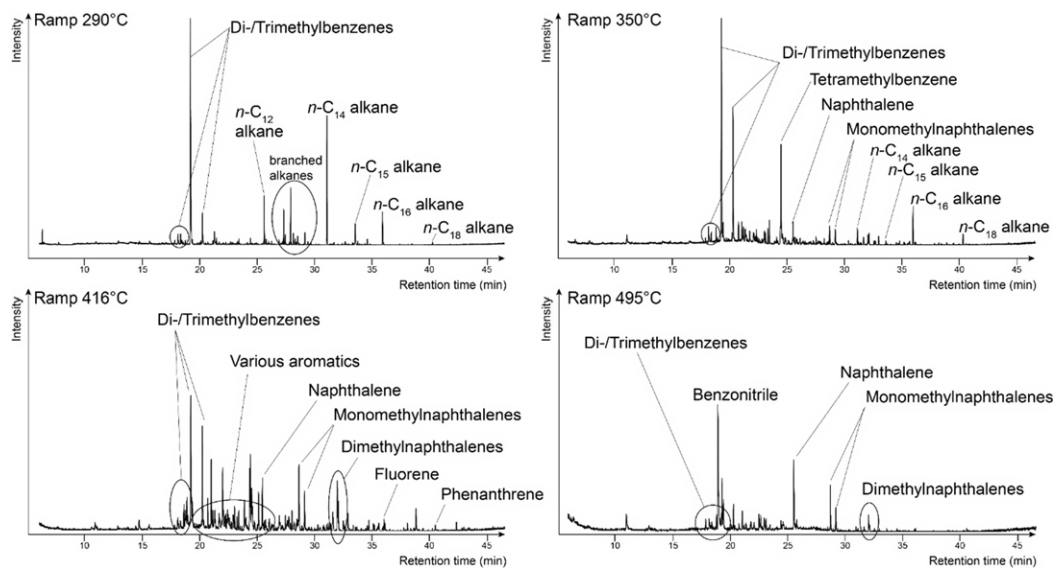 Ramp 290°C
Intensity
Di-/Trimethylbenzenes
n-C12
alkane
n-C14 alkane
branched
alkanes
n-C15 alkane
n-C16 alkane
n-C18 alkane
10 15 20 25 30 35 40 45
Retention time (min)
Ramp 350°C
Intensity
Di-/Trimethylbenzenes
Tetramethylbenzene
Naphthalene
Monomethylnaphthalenes
n-C14 alkane
n-C15 alkane
n-C16 alkane
n-C18 alkane
10 15 20 25 30 35 40 45
Retention time (min)
Ramp 416°C
Intensity
Di-/Trimethylbenzenes
Various aromatics
Naphthalene
Monomethylnaphthalenes
Dimethylnaphthalenes
Fluorene
Phenanthrene
10 15 20 25 30 35 40 45
Retention time (min)
Ramp 495°C
Intensity
Di-/Trimethylbenzenes
Benzonitrile
Naphthalene
Monomethylnaphthalenes
Dimethylnaphthalenes
10 15 20 25 30 35 40 45
Retention time (min)